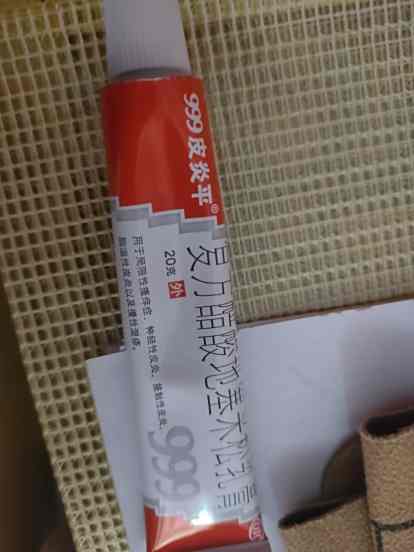 999皮炎平®
复方醋酸地塞米松乳膏
20克 外
用于局限性瘙痒症、神经性皮炎、接触性皮炎、
脂溢性皮炎以及慢性湿疹。
999